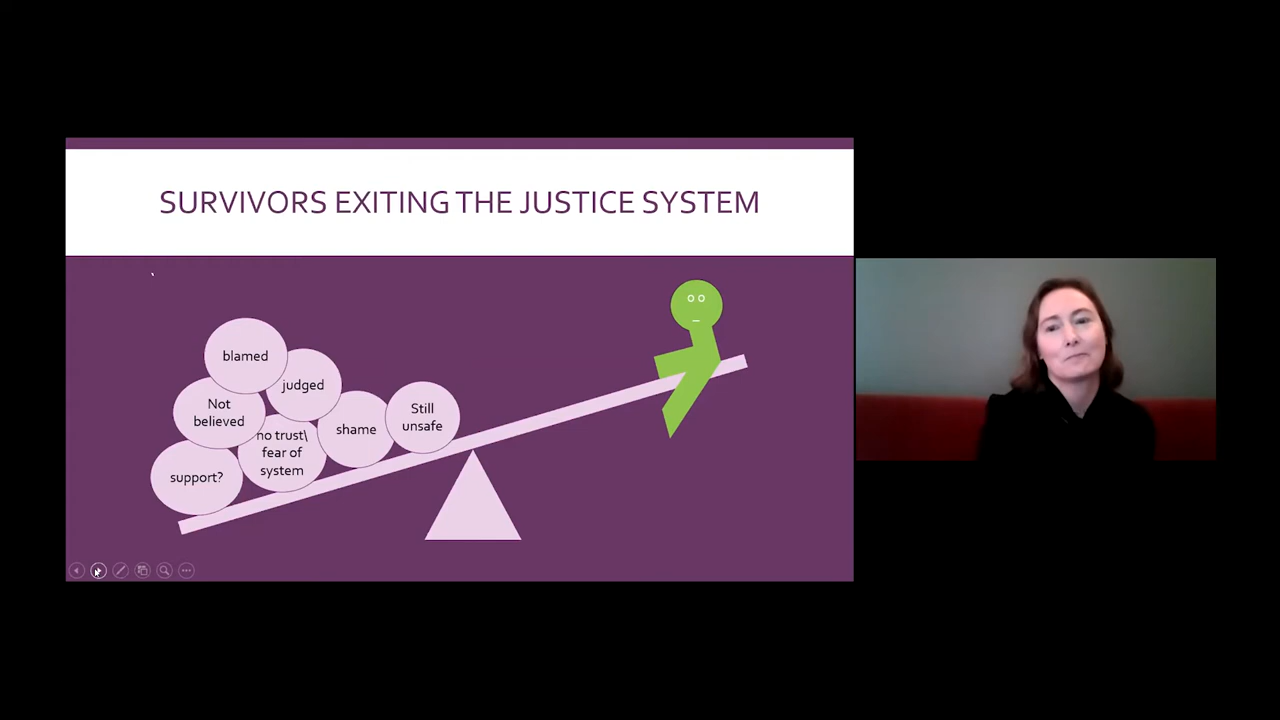 SURVIVORS EXITING THE JUSTICE SYSTEM
blamed
judged
Not
believed
Still
unsafe
no trust\
fear of
system
shame
support?